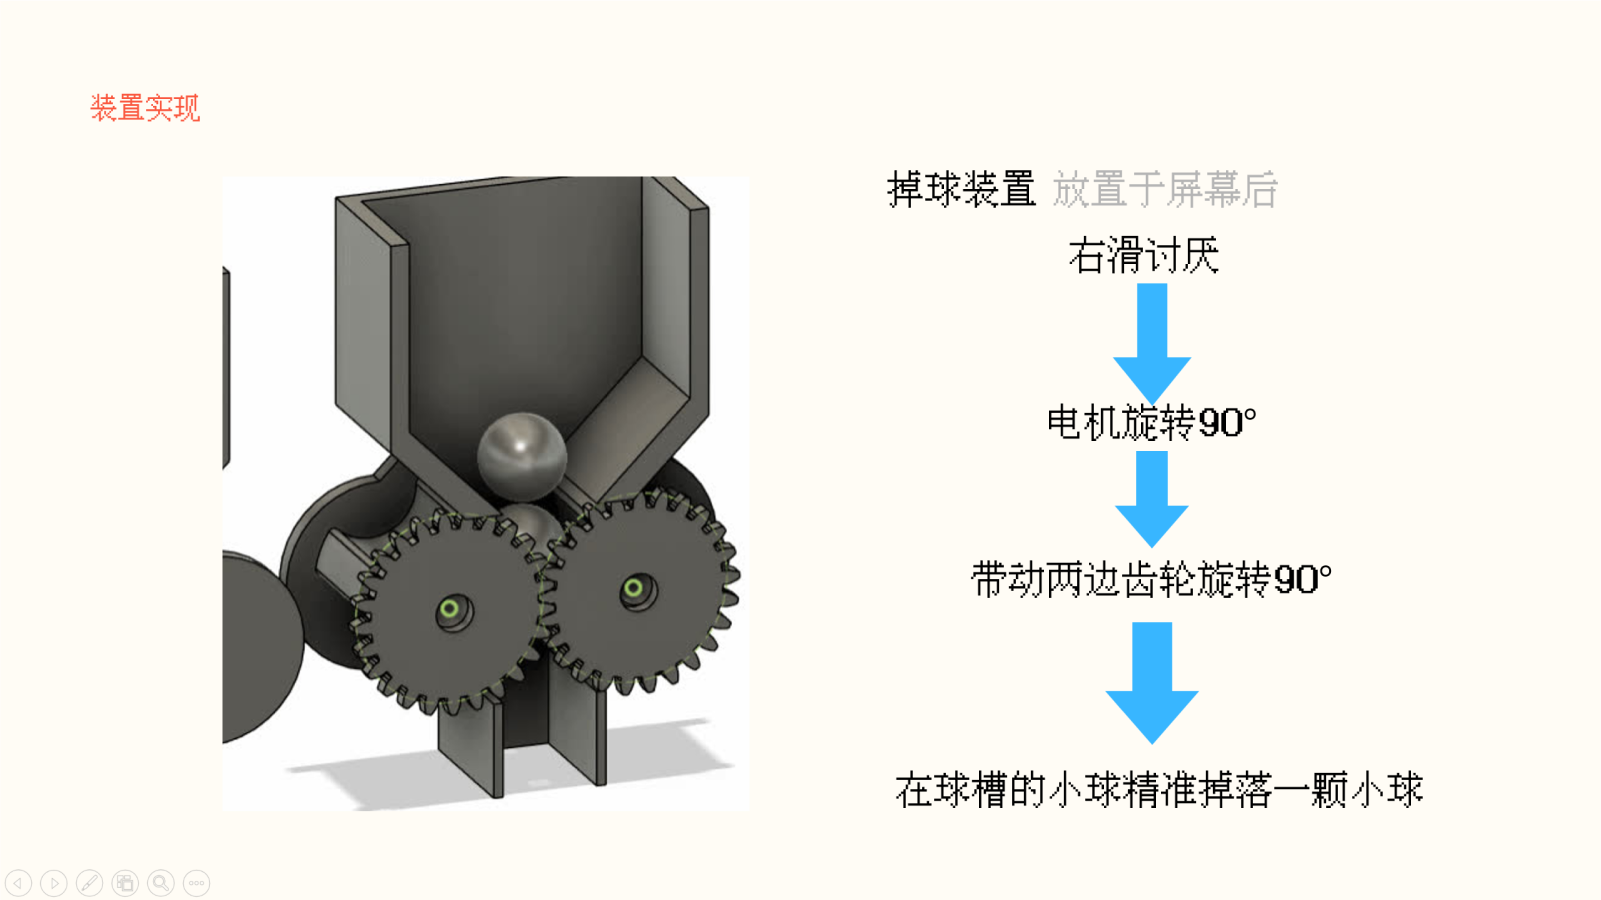 装置实现
掉球装置 放置于屏幕后
右滑讨厌
电机旋转90°
带动两边齿轮旋转90°
在球槽的小球精准掉落一颗小球